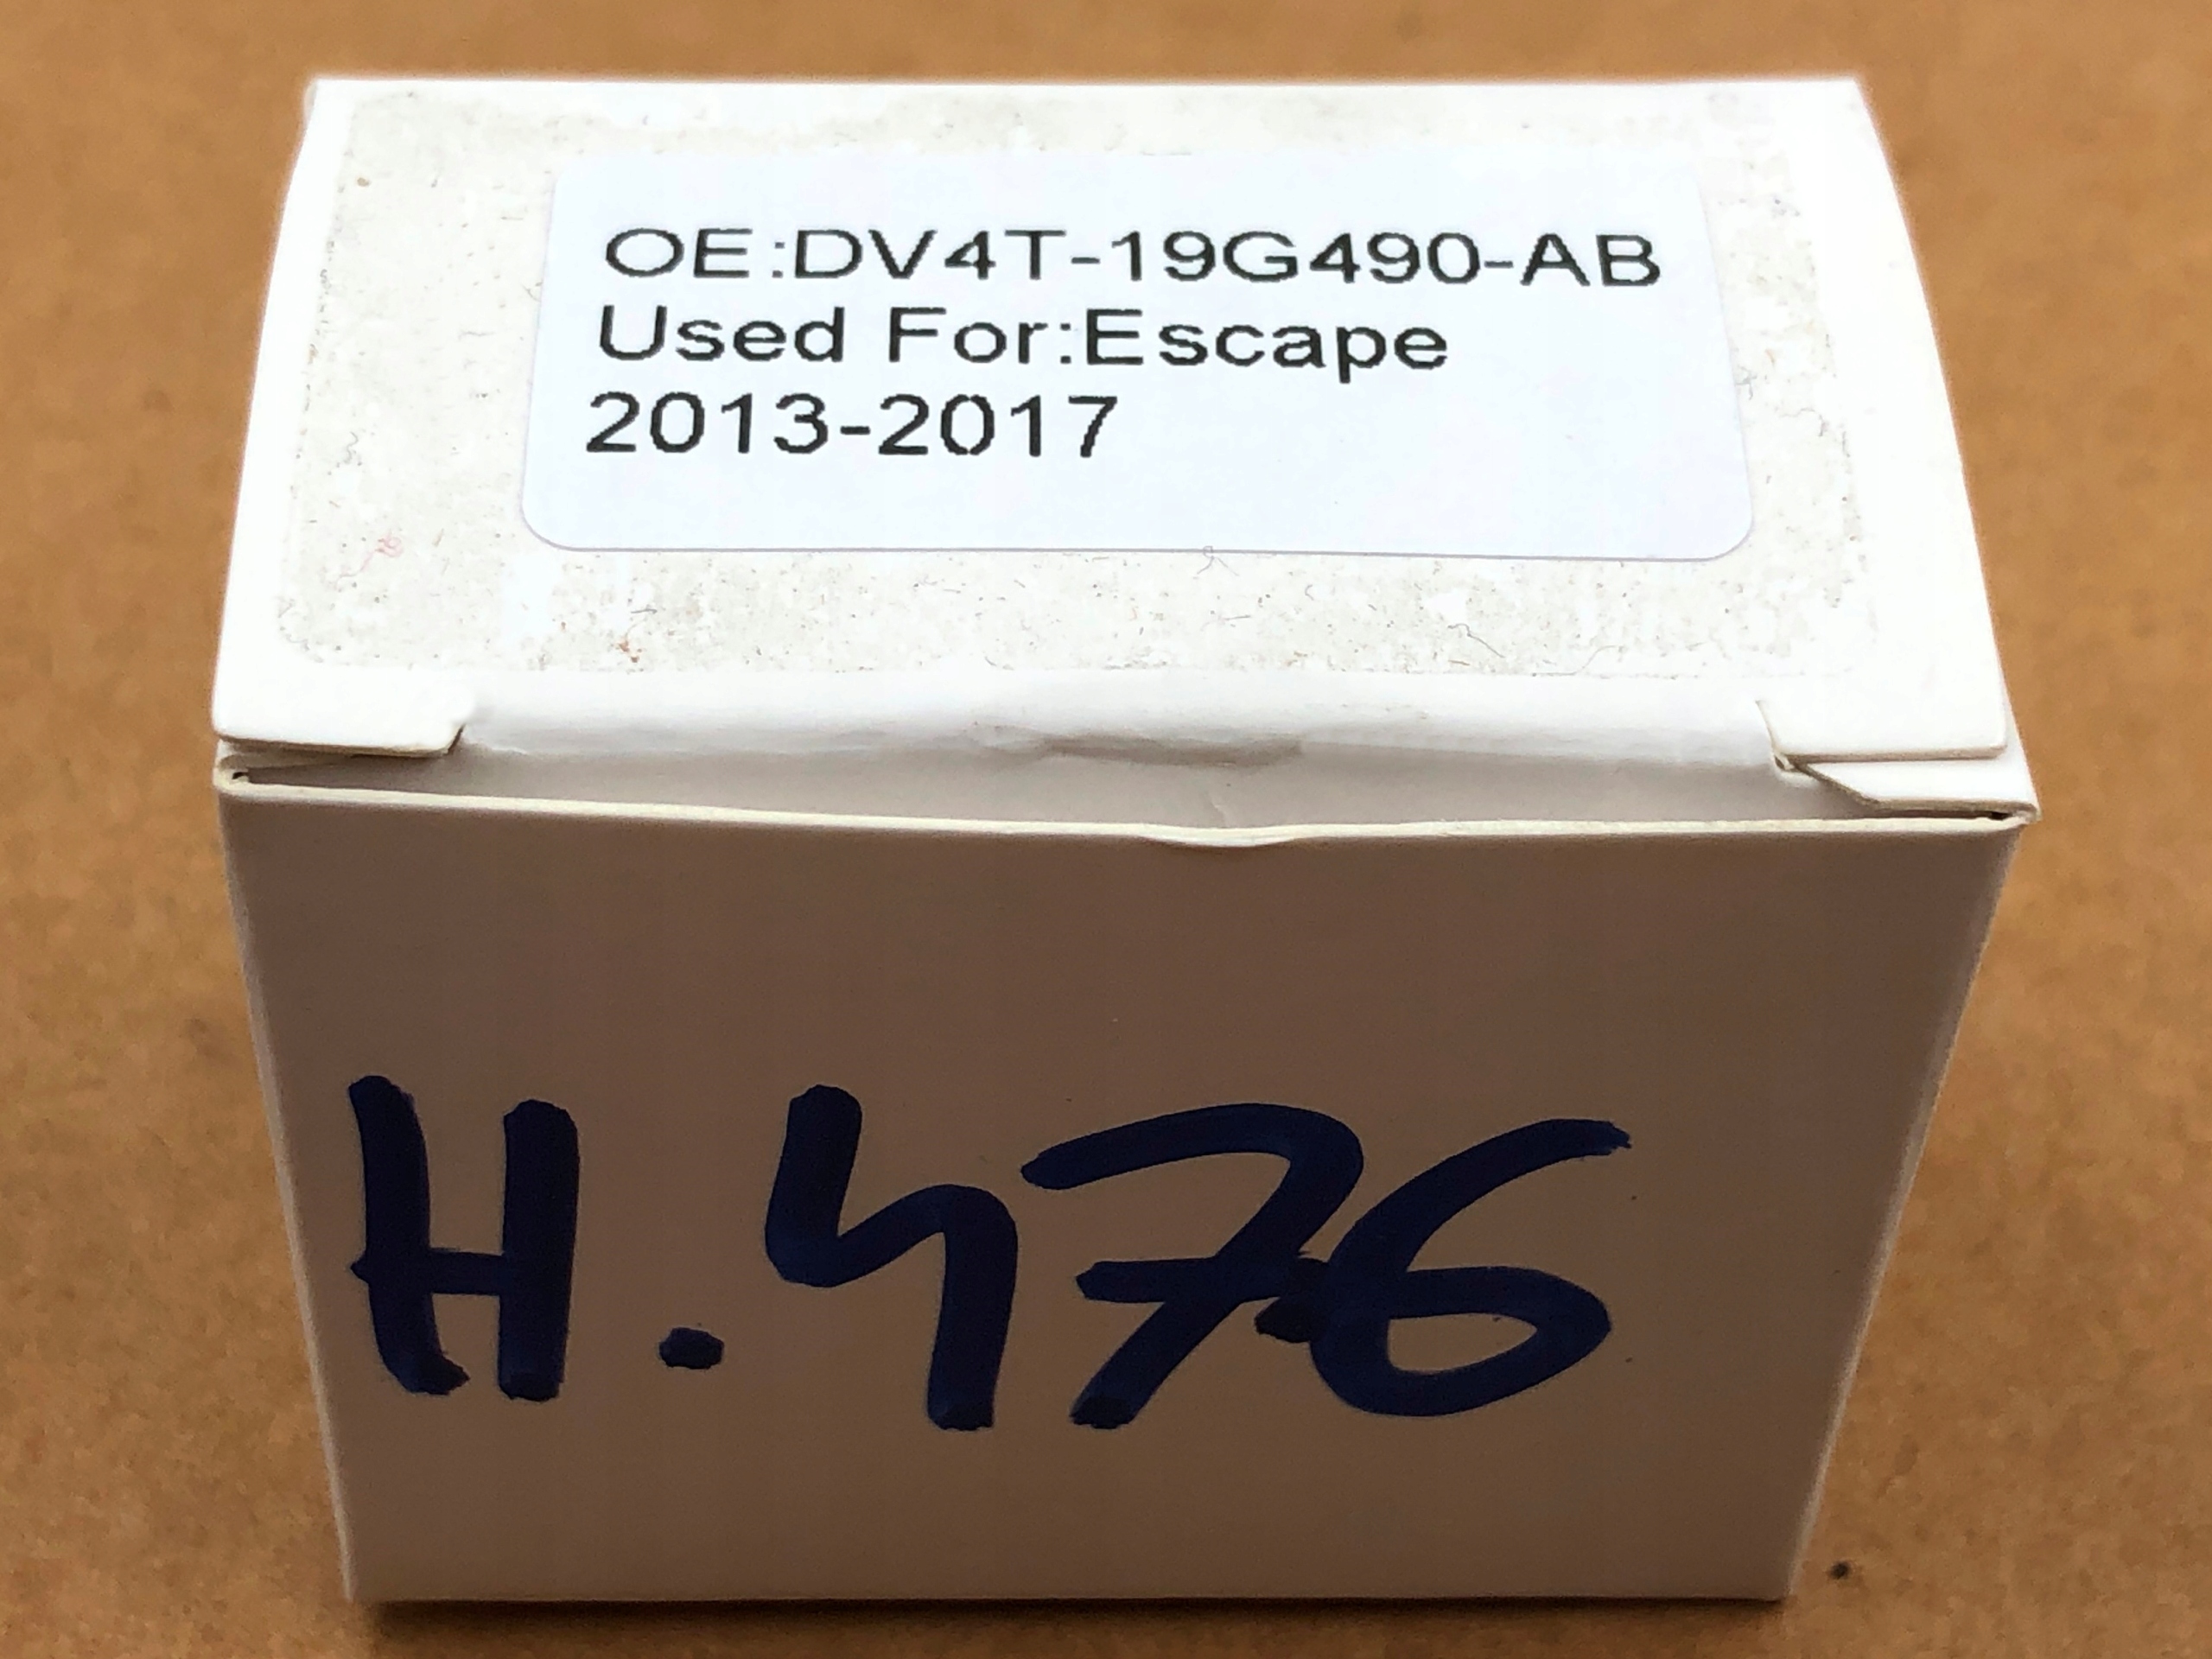 OE:DV4T-19G490-AB
Used For:Escape
2013-2017
H.476